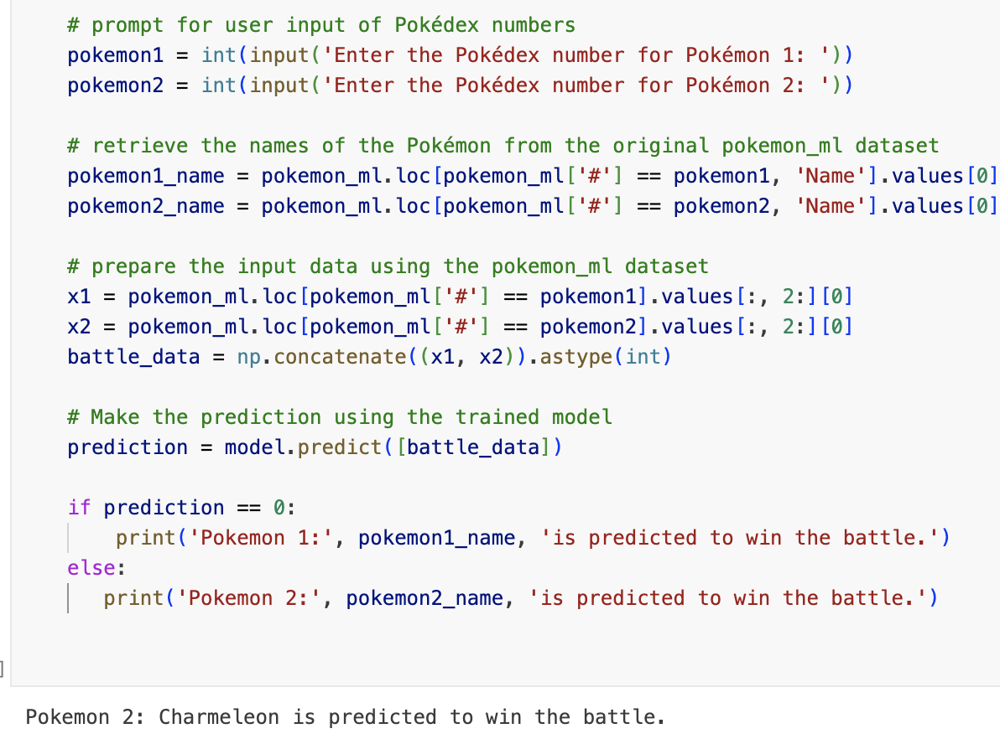 # prompt for user input of Pokédex numbers
pokemon1 = int(input('Enter the Pokédex number for Pokémon 1: '))
pokemon2 = int(input('Enter the Pokédex number for Pokémon 2: '))
# retrieve the names of the Pokémon from the original pokemon_ml dataset
pokemon1_name = pokemon_ml.loc[pokemon_ml['#'] == pokemon1, 'Name'].values[0]
pokemon2_name = pokemon_ml.loc[pokemon_ml['#'] == pokemon2, 'Name'].values[0]
# prepare the input data using the pokemon_ml dataset
x1 = pokemon_ml.loc[pokemon_ml['#'] == pokemon1].values[:, 2:][0]
x2 = pokemon_ml.loc[pokemon_ml['#'] == pokemon2].values[:, 2:][0]
battle_data = np.concatenate((x1, x2)).astype(int)
# Make the prediction using the trained model
prediction = model.predict([battle_data])
if prediction == 0:
    print('Pokemon 1:', pokemon1_name, 'is predicted to win the battle.')
else:
   print('Pokemon 2:', pokemon2_name, 'is predicted to win the battle.')
]
Pokemon 2: Charmeleon is predicted to win the battle.